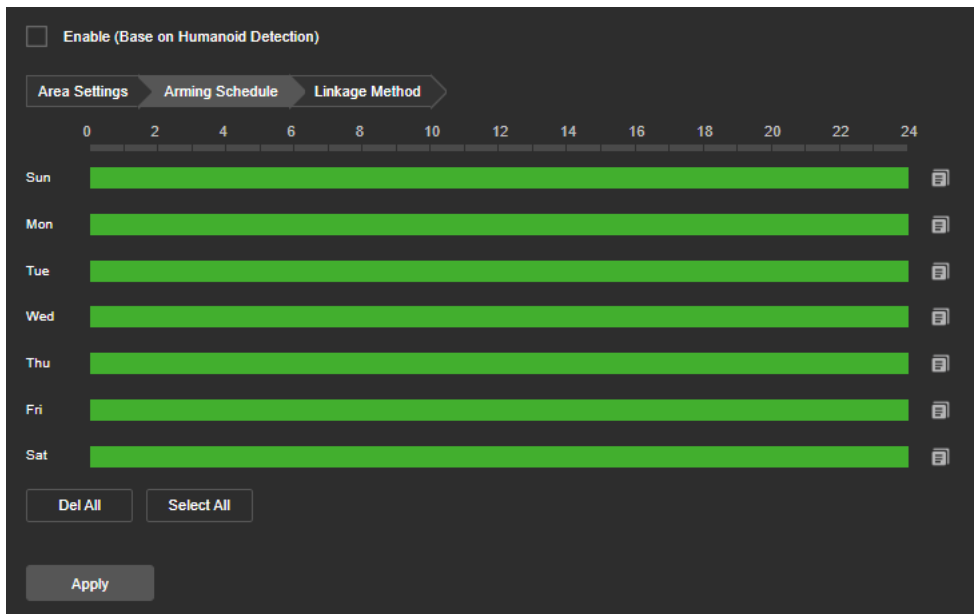 Enable (Base on Humanoid Detection)
Area Settings Arming Schedule Linkage Method
0 2 4 6 8 10 12 14 16 18 20 22 24
Sun
Mon
Tue
Wed
Thu
Fri
Sat
Del All Select All
Apply